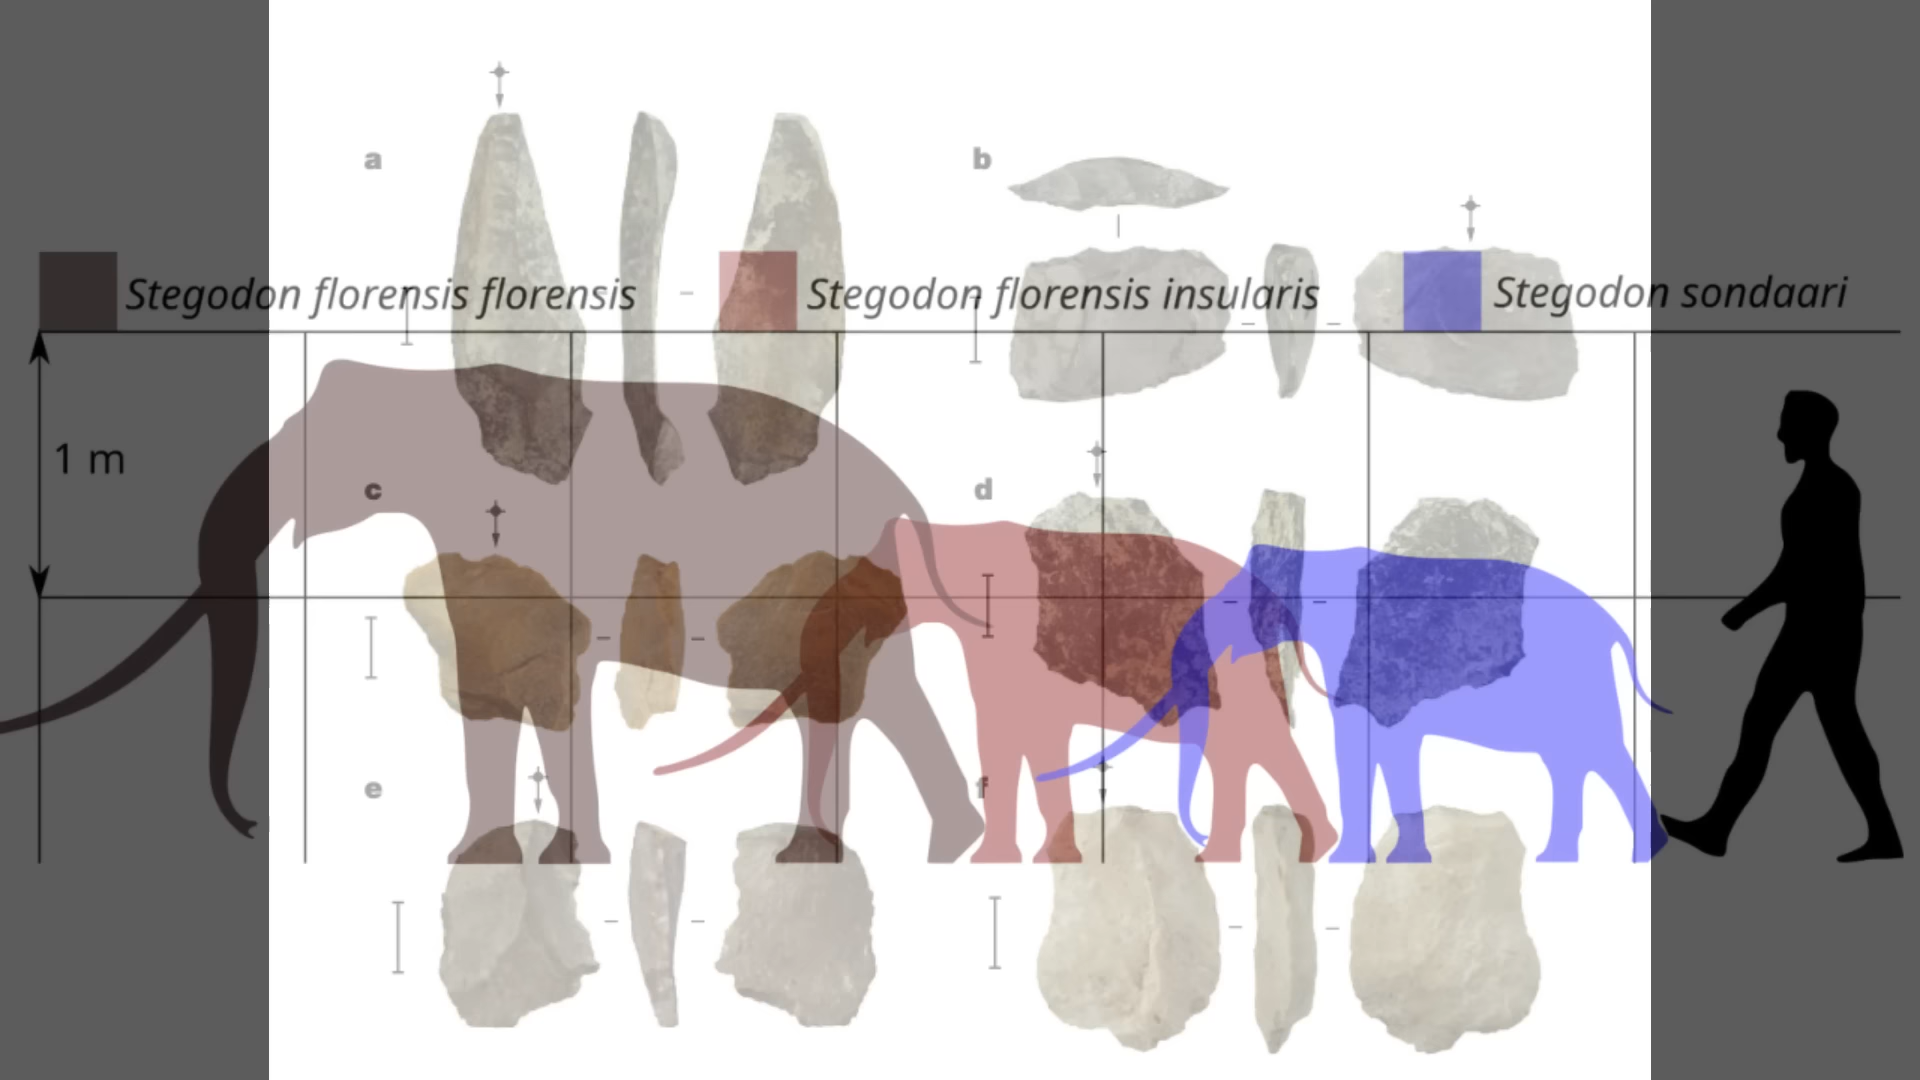 a
b
Stegodon florensis florensis
Stegodon florensis insularis
Stegodon sondaari
1 m
c
d
e
f